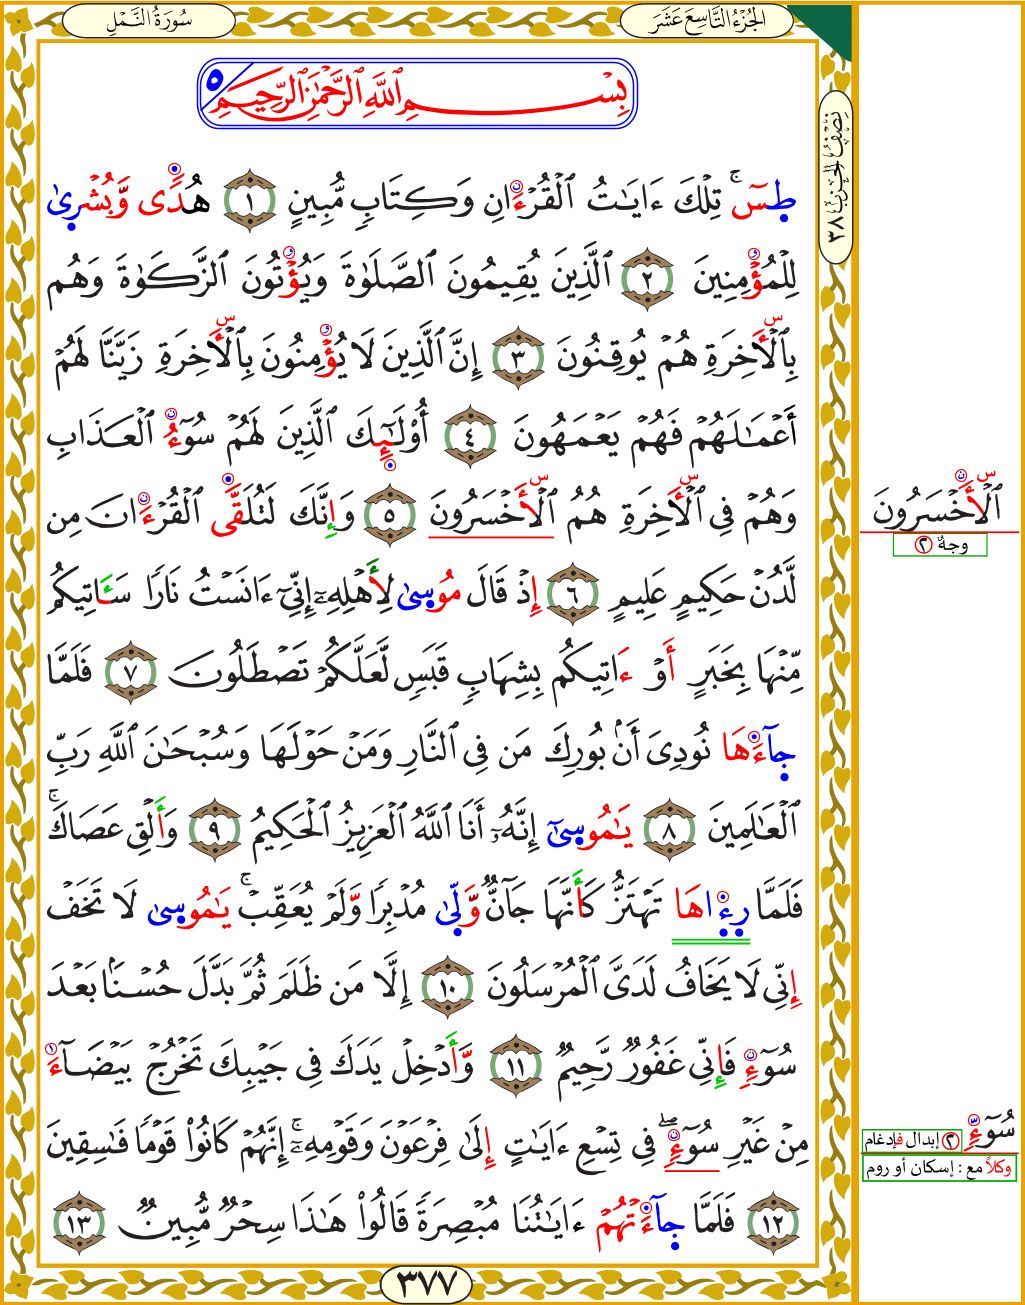 سُورَةُ النَّمْلِ
الجُزْءُ التَّاسِعَ عَشَرَ
نِصْفُ الحِزْبِ ٣٨
بِسْمِ ٱللَّهِ ٱلرَّحْمَٰنِ ٱلرَّحِيمِ ٥
طسٓۚ تِلْكَ ءَايَٰتُ ٱلْقُرْءَانِ وَكِتَابٖ مُّبِينٍ ١ هُدٗى وَبُشْرَىٰ
لِلْمُؤْمِنِينَ ٢ ٱلَّذِينَ يُقِيمُونَ ٱلصَّلَوٰةَ وَيُؤْتُونَ ٱلزَّكَوٰةَ وَهُم
بِٱلْأَخِرَةِ هُمْ يُوقِنُونَ ٣ إِنَّ ٱلَّذِينَ لَا يُؤْمِنُونَ بِٱلْأَخِرَةِ زَيَّنَّا لَهُمْ
أَعْمَٰلَهُمْ فَهُمْ يَعْمَهُونَ ٤ أُوْلَٰٓئِكَ ٱلَّذِينَ لَهُمْ سُوٓءُ ٱلْعَذَابِ
وَهُمْ فِي ٱلْأَخِرَةِ هُمُ ٱلْأَخْسَرُونَ ٥ وَإِنَّكَ لَتُلَقَّى ٱلْقُرْءَانَ مِن
لَّدُنْ حَكِيمٍ عَلِيمٍ ٦ إِذْ قَالَ مُوسَىٰ لِأَهْلِهِۦٓ إِنِّيٓ ءَانَسْتُ نَارٗا سَـَٔاتِيكُم
مِّنْهَا بِخَبَرٍ أَوْ ءَاتِيكُم بِشِهَابٖ قَبَسٖ لَّعَلَّكُمْ تَصْطَلُونَ ٧ فَلَمَّا
جَآءَهَا نُودِيَ أَنۢ بُورِكَ مَن فِي ٱلنَّارِ وَمَنْ حَوْلَهَا وَسُبْحَٰنَ ٱللَّهِ رَبِّ
ٱلْعَٰلَمِينَ ٨ يَٰمُوسَىٰٓ إِنَّهُۥٓ أَنَا ٱللَّهُ ٱلْعَزِيزُ ٱلْحَكِيمُ ٩ وَأَلْقِ عَصَاكَۚ
فَلَمَّا رِءَاهَا تَهْتَزُّ كَأَنَّهَا جَآنّٞ وَلَّىٰ مُدْبِرٗا وَلَمْ يُعَقِّبْۚ يَٰمُوسَىٰ لَا تَخَفْ
إِنِّي لَا يَخَافُ لَدَيَّ ٱلْمُرْسَلُونَ ١٠ إِلَّا مَن ظَلَمَ ثُمَّ بَدَّلَ حُسْنَۢا بَعْدَ
سُوٓءٖ فَإِنِّي غَفُورٞ رَّحِيمٞ ١١ وَأَدْخِلْ يَدَكَ فِي جَيْبِكَ تَخْرُجْ بَيْضَآءَ
مِنْ غَيْرِ سُوٓءٖۖ فِي تِسْعِ ءَايَٰتٍ إِلَىٰ فِرْعَوْنَ وَقَوْمِهِۦٓۚ إِنَّهُمْ كَانُواْ قَوْمٗا فَٰسِقِينَ
١٢ فَلَمَّا جَآءَتْهُمْ ءَايَٰتُنَا مُبْصِرَةٗ قَالُواْ هَٰذَا سِحْرٞ مُّبِينٞ ١٣
ٱلْأَخْسَرُونَ
٢ وجهٌ
سُوٓءٖ
٢ إبدال فإدغام
وكلاً مع : إسكان أو روم
٣٧٧